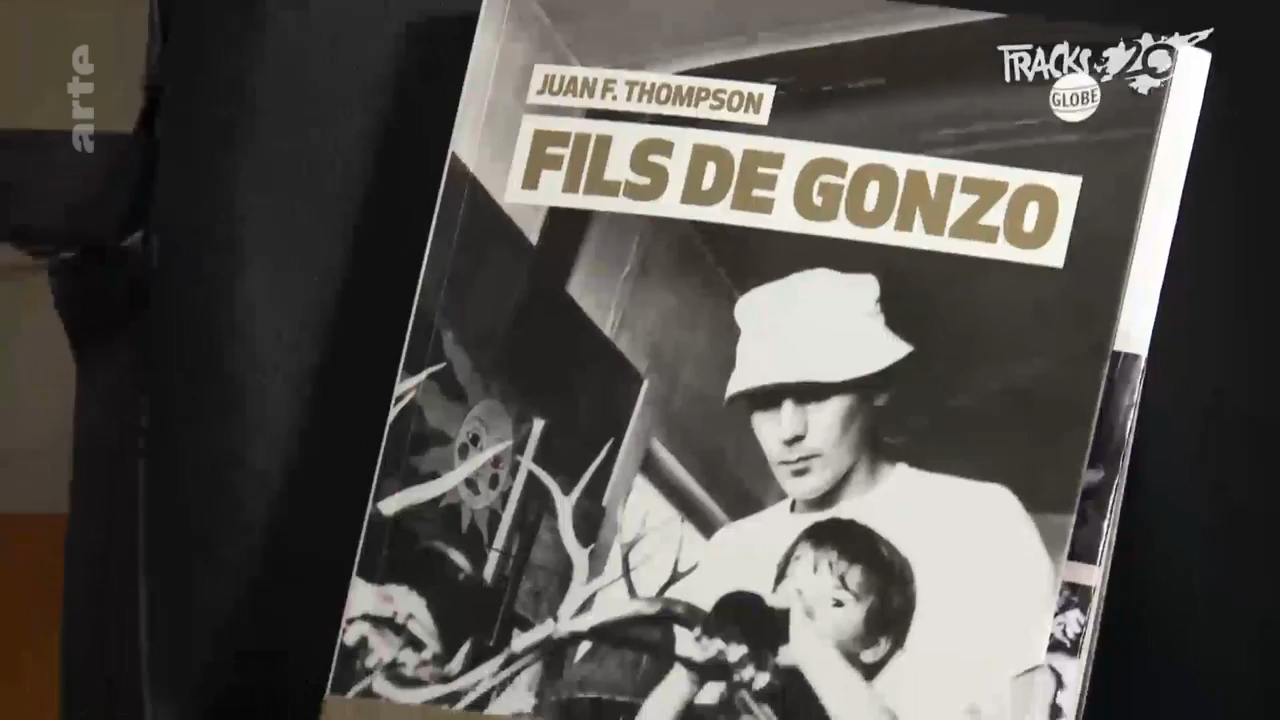 arte
TRACKS 20
GLOBE
JUAN F. THOMPSON
FILS DE GONZO